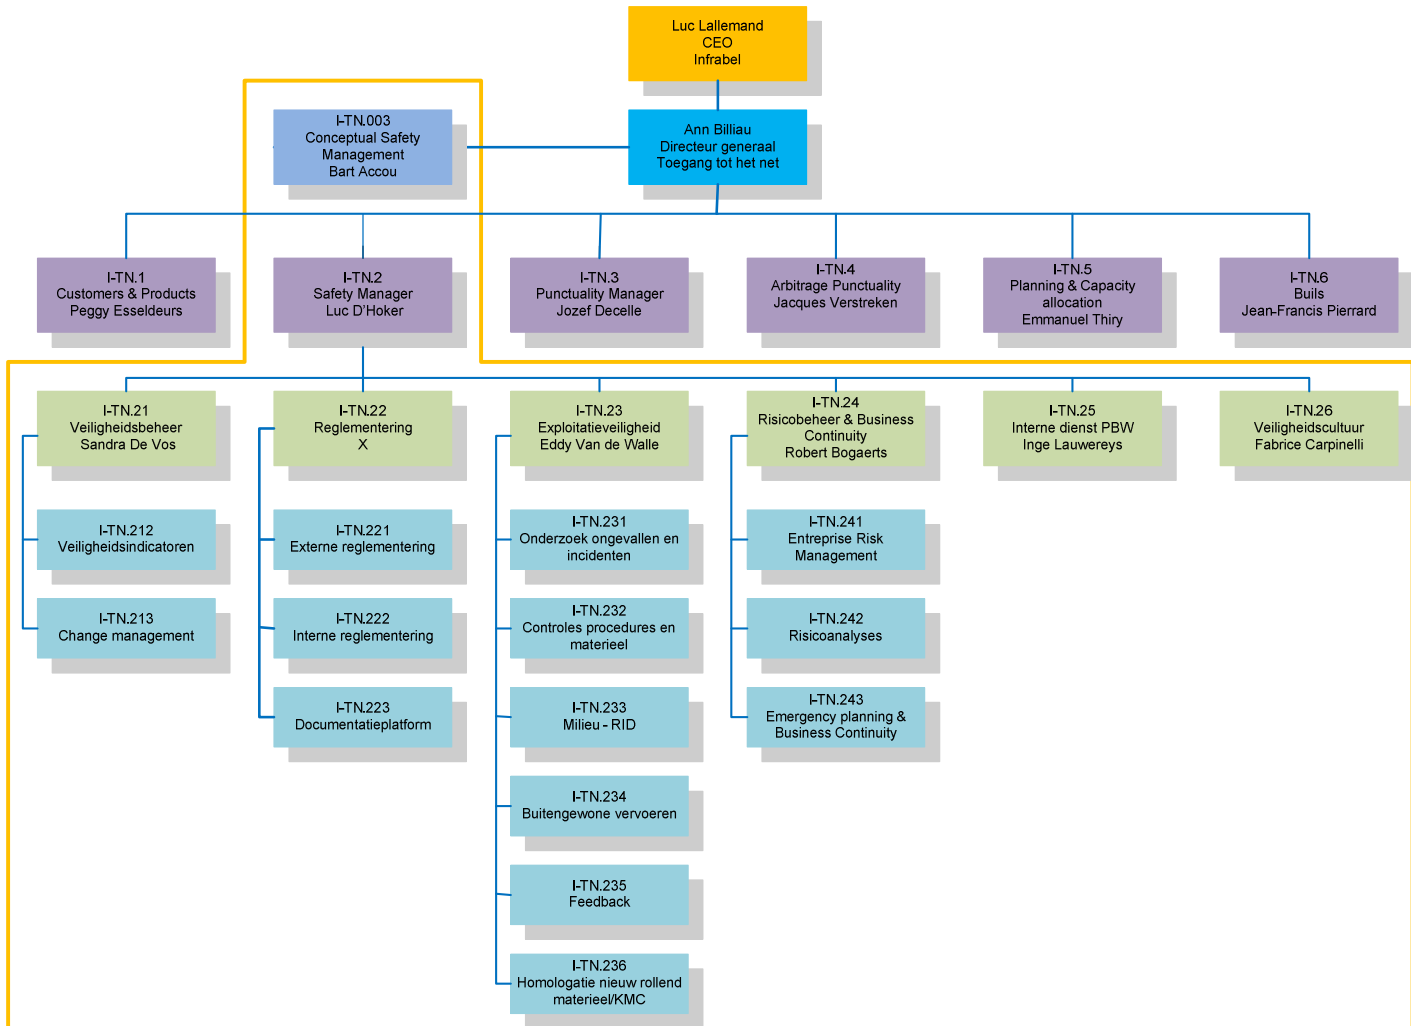 Luc Lallemand
CEO
Infrabel
I-TN.003
Conceptual Safety
Management
Bart Accou
Ann Billiau
Directeur generaal
Toegang tot het net
I-TN.1
Customers & Products
Peggy Esseldeurs
I-TN.2
Safety Manager
Luc D'Hoker
I-TN.3
Punctuality Manager
Jozef Decelle
I-TN.4
Arbitrage Punctuality
Jacques Verstreken
I-TN.5
Planning & Capacity
allocation
Emmanuel Thiry
I-TN.6
Buils
Jean-Francis Pierrard
I-TN.21
Veiligheidsbeheer
Sandra De Vos
I-TN.22
Reglementering
X
I-TN.23
Exploitatieveiligheid
Eddy Van de Walle
I-TN.24
Risicobeheer & Business
Continuity
Robert Bogaerts
I-TN.25
Interne dienst PBW
Inge Lauwereys
I-TN.26
Veiligheidscultuur
Fabrice Carpinelli
I-TN.212
Veiligheidsindicatoren
I-TN.221
Externe reglementering
I-TN.231
Onderzoek ongevallen en
incidenten
I-TN.241
Entreprise Risk
Management
I-TN.213
Change management
I-TN.222
Interne reglementering
I-TN.232
Controles procedures en
materieel
I-TN.242
Risicoanalyses
I-TN.223
Documentatieplatform
I-TN.233
Milieu - RID
I-TN.243
Emergency planning &
Business Continuity
I-TN.234
Buitengewone vervoeren
I-TN.235
Feedback
I-TN.236
Homologatie nieuw rollend
materieel/KMC